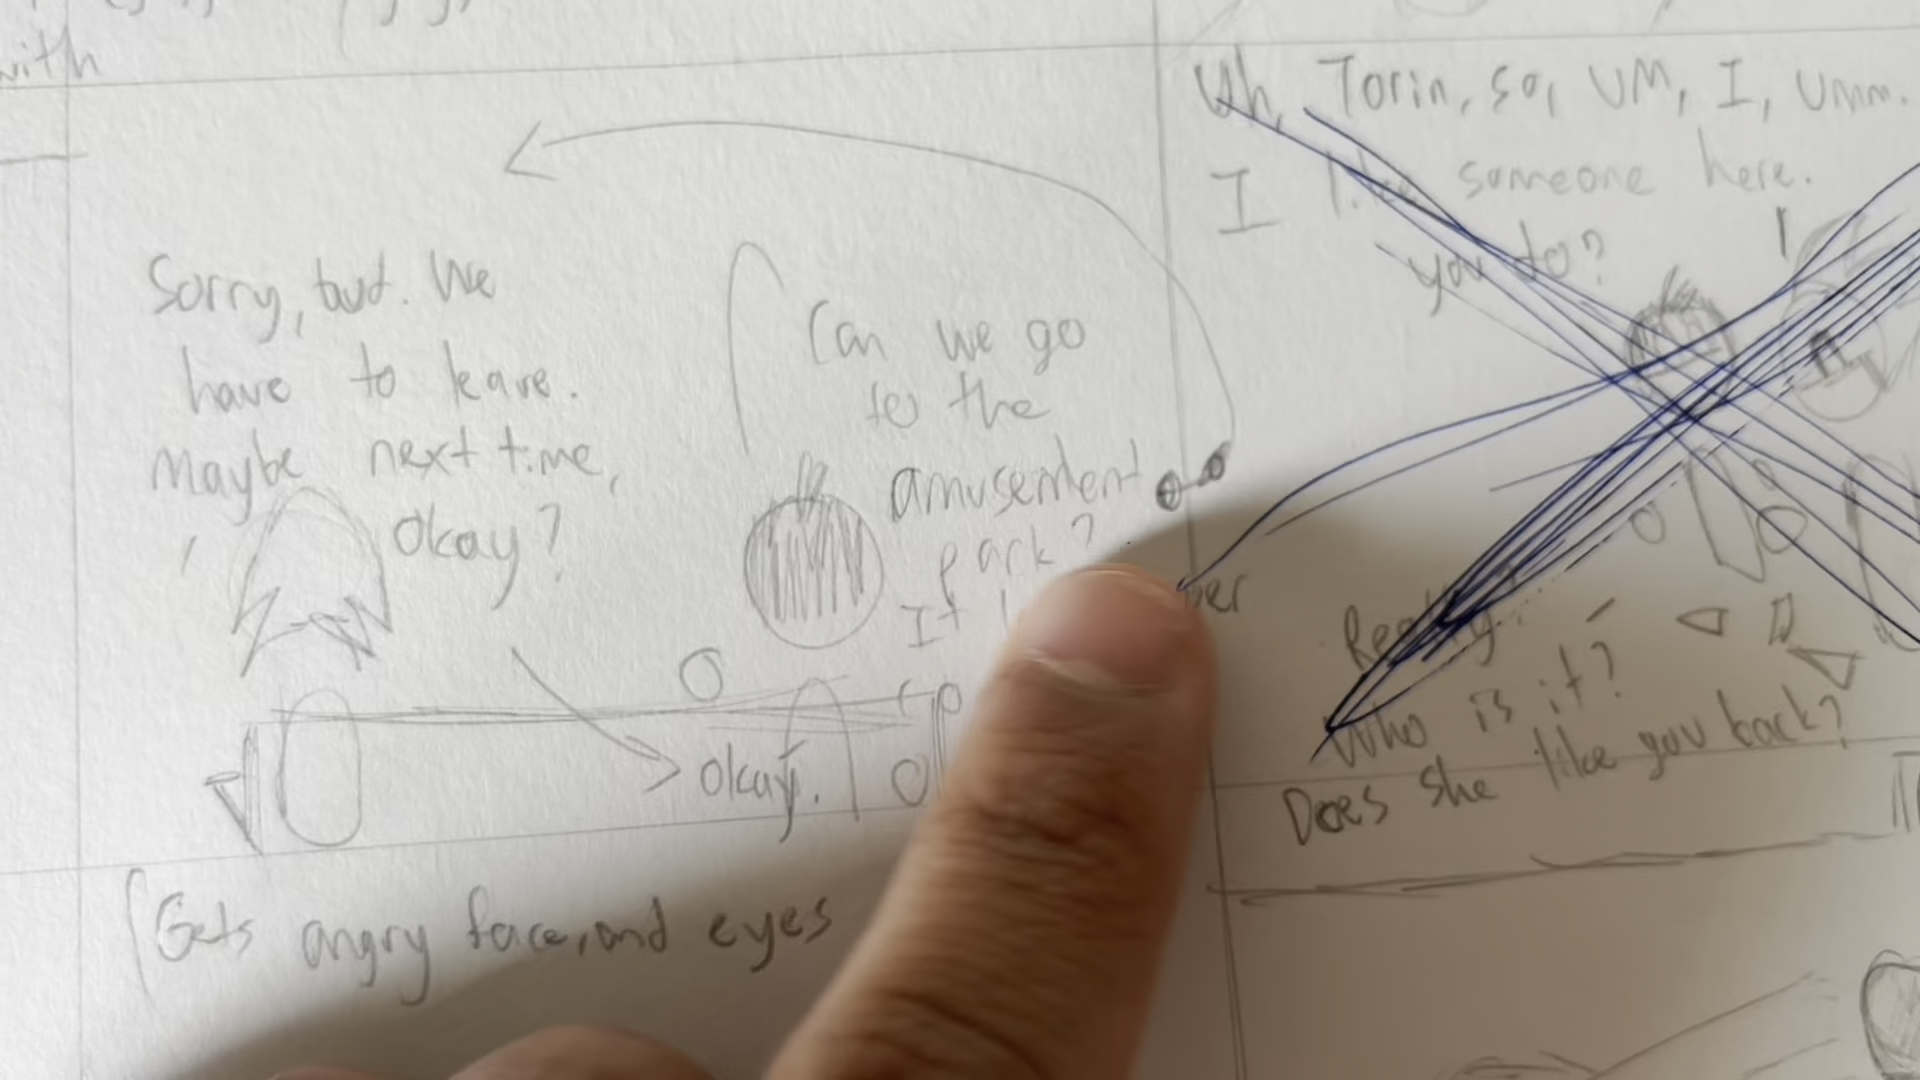 with
Sorry, but. We
have to leave.
Maybe next time,
okay?
Can we go
to the
amusement
park?
It
okay.
(Gets angry face, and eyes
Uh, Torin, so, UM, I, Umm.
I like someone here.
you do?
Really?
Who is it?
Does she like you back?